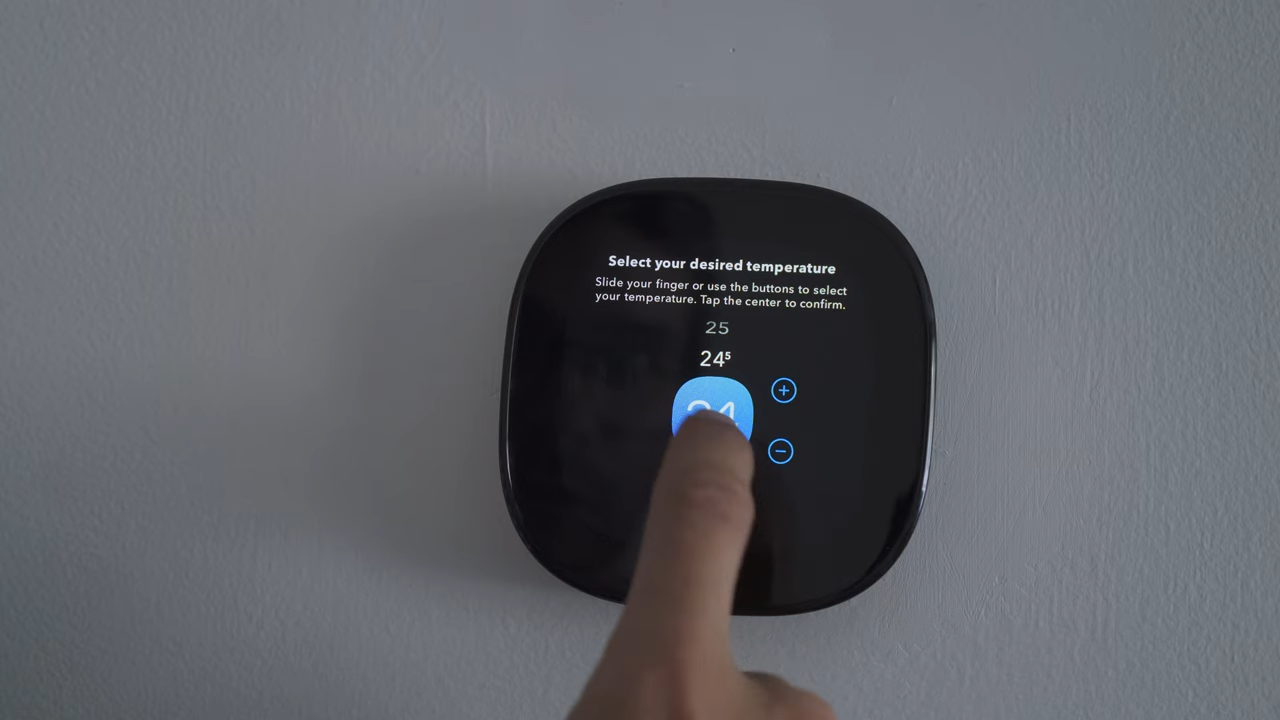 Select your desired temperature
Slide your finger or use the buttons to select
your temperature. Tap the center to confirm.
25
24⁵
24